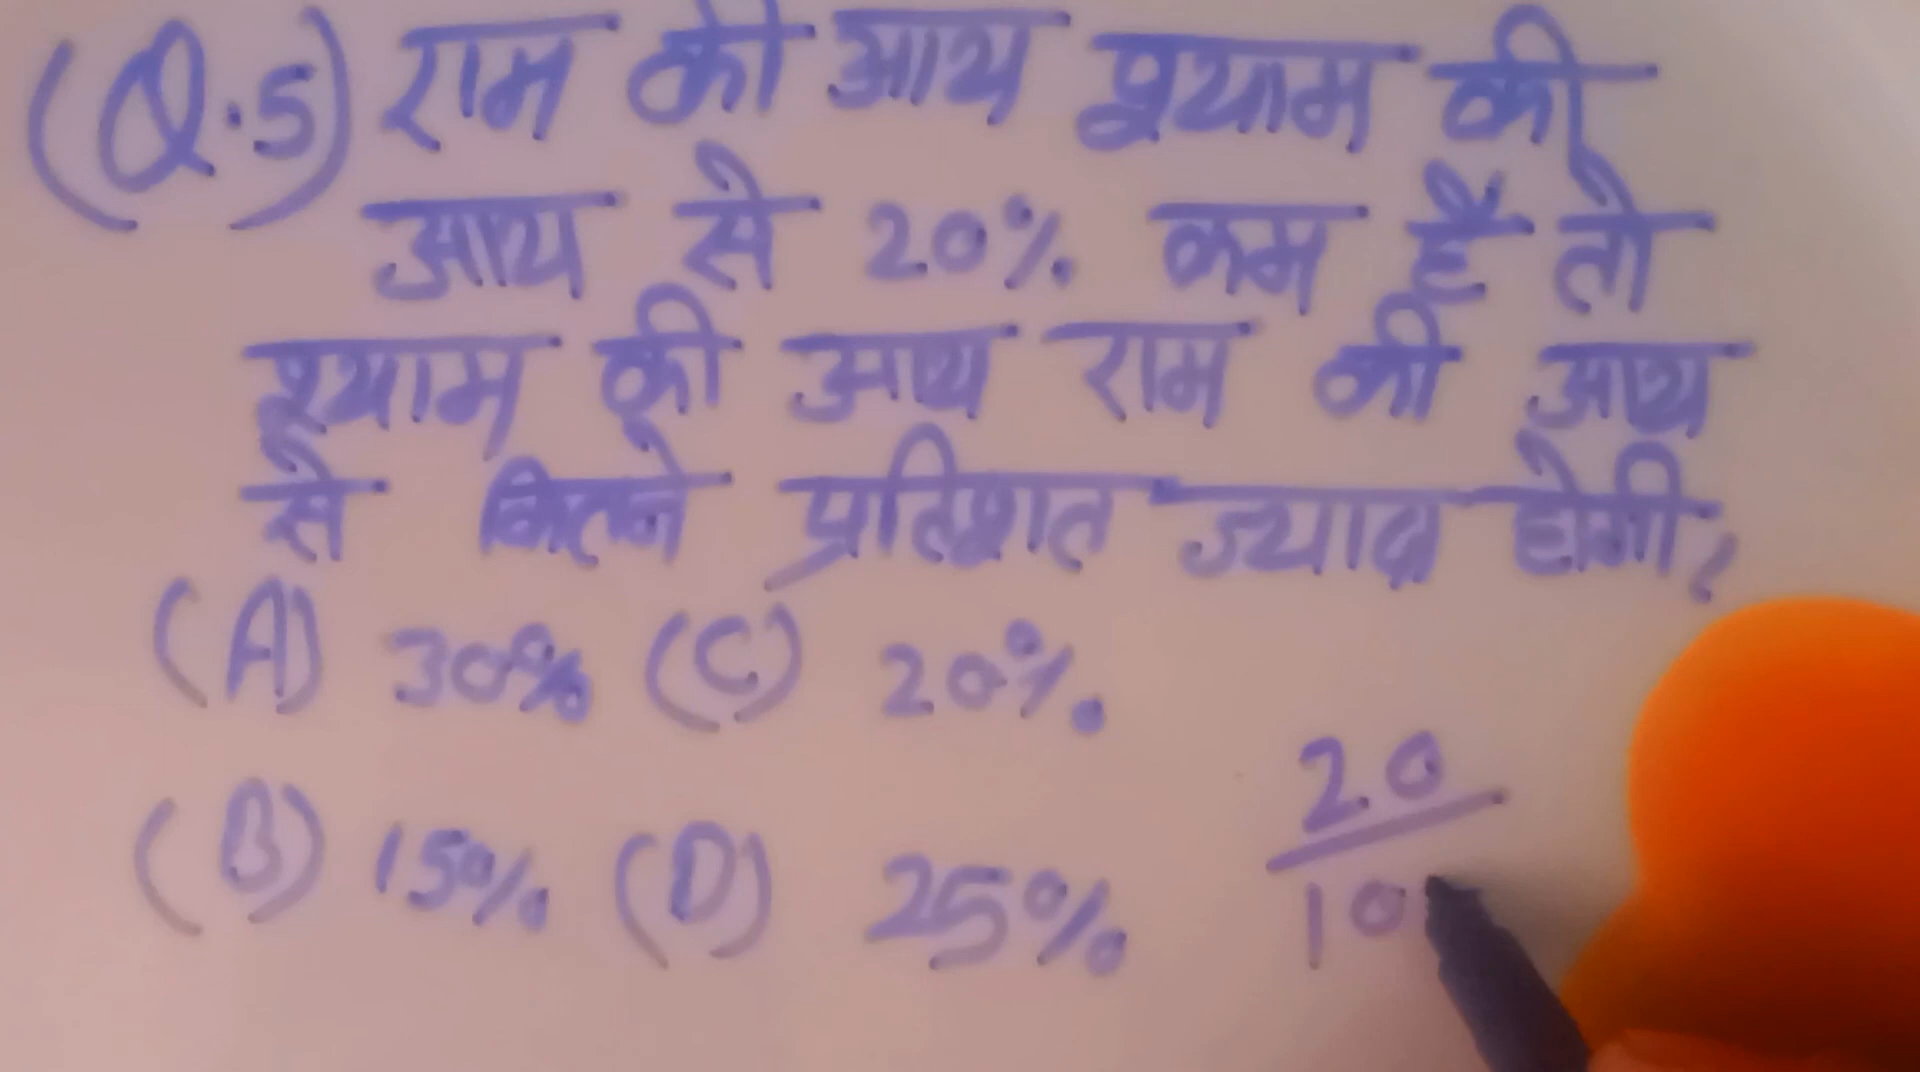 (Q.5) राम की आय श्याम की
आय से 20% कम है तो
श्याम की आय राम की आय
से कितने प्रतिशत ज्यादा होगी?
(A) 30% (C) 20%
(B) 15% (D) 25%
20
10